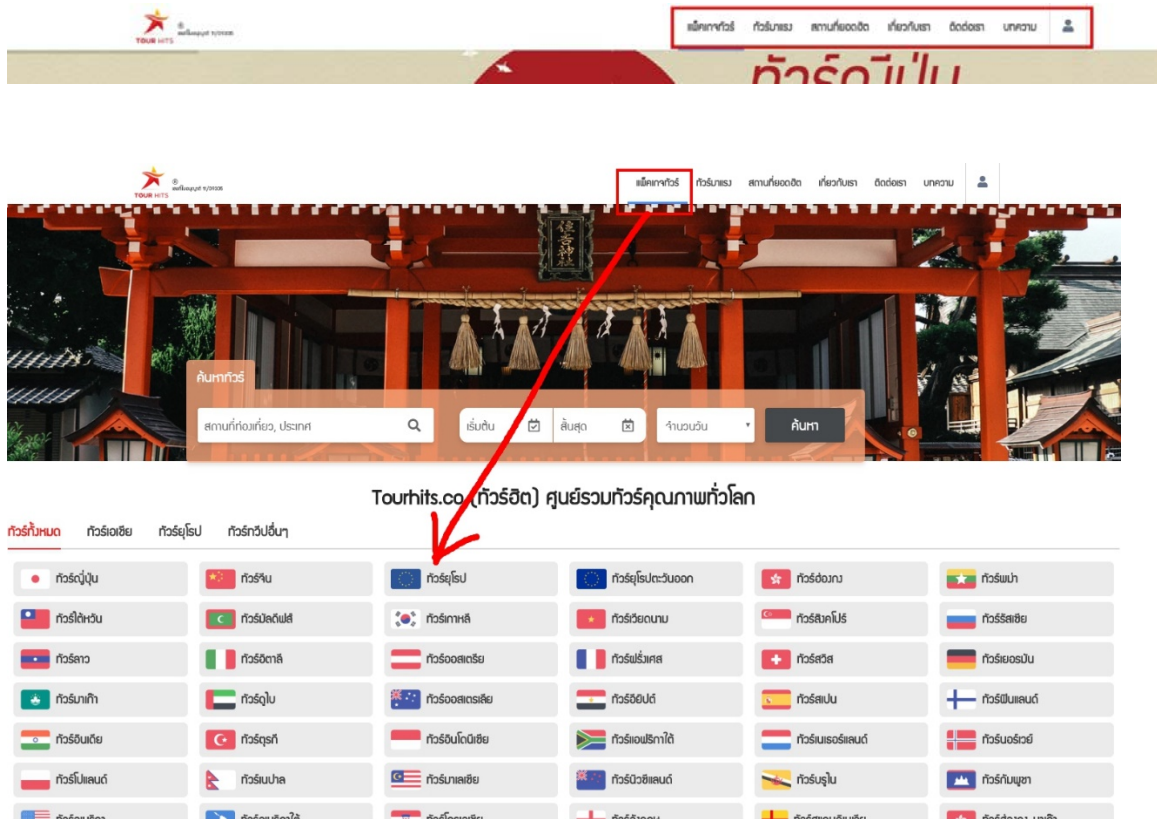 TOUR HITS
®
แพ็คเกจทัวร์ ทัวร์มาแรง สถานที่ยอดฮิต เกี่ยวกับเรา ติดต่อเรา บทความ
ทัวร์ญี่ปุ่น
TOUR HITS
®
แพ็คเกจทัวร์ ทัวร์มาแรง สถานที่ยอดฮิต เกี่ยวกับเรา ติดต่อเรา บทความ
住吉神社
ค้นหาทัวร์
สถานที่ท่องเที่ยว, ประเทศ เริ่มต้น สิ้นสุด จำนวนวัน ค้นหา
Tourhits.co (ทัวร์ฮิต) ศูนย์รวมทัวร์คุณภาพทั่วโลก
ทัวร์ทั้งหมด ทัวร์เอเชีย ทัวร์ยุโรป ทัวร์ทวีปอื่นๆ
ทัวร์ญี่ปุ่น ทัวร์จีน ทัวร์ยุโรป ทัวร์ยุโรปตะวันออก ทัวร์ฮ่องกง ทัวร์พม่า
ทัวร์ไต้หวัน ทัวร์มัลดีฟส์ ทัวร์เกาหลี ทัวร์เวียดนาม ทัวร์สิงคโปร์ ทัวร์รัสเซีย
ทัวร์ลาว ทัวร์อิตาลี ทัวร์ออสเตรีย ทัวร์ฝรั่งเศส ทัวร์สวิส ทัวร์เยอรมัน
ทัวร์มาเก๊า ทัวร์ดูไบ ทัวร์ออสเตรเลีย ทัวร์อียิปต์ ทัวร์สเปน ทัวร์ฟินแลนด์
ทัวร์อินเดีย ทัวร์ตุรกี ทัวร์อินโดนิเซีย ทัวร์แอฟริกาใต้ ทัวร์เนเธอร์แลนด์ ทัวร์นอร์เวย์
ทัวร์โปแลนด์ ทัวร์เนปาล ทัวร์มาเลเซีย ทัวร์นิวซีแลนด์ ทัวร์บรูไน ทัวร์กัมพูชา